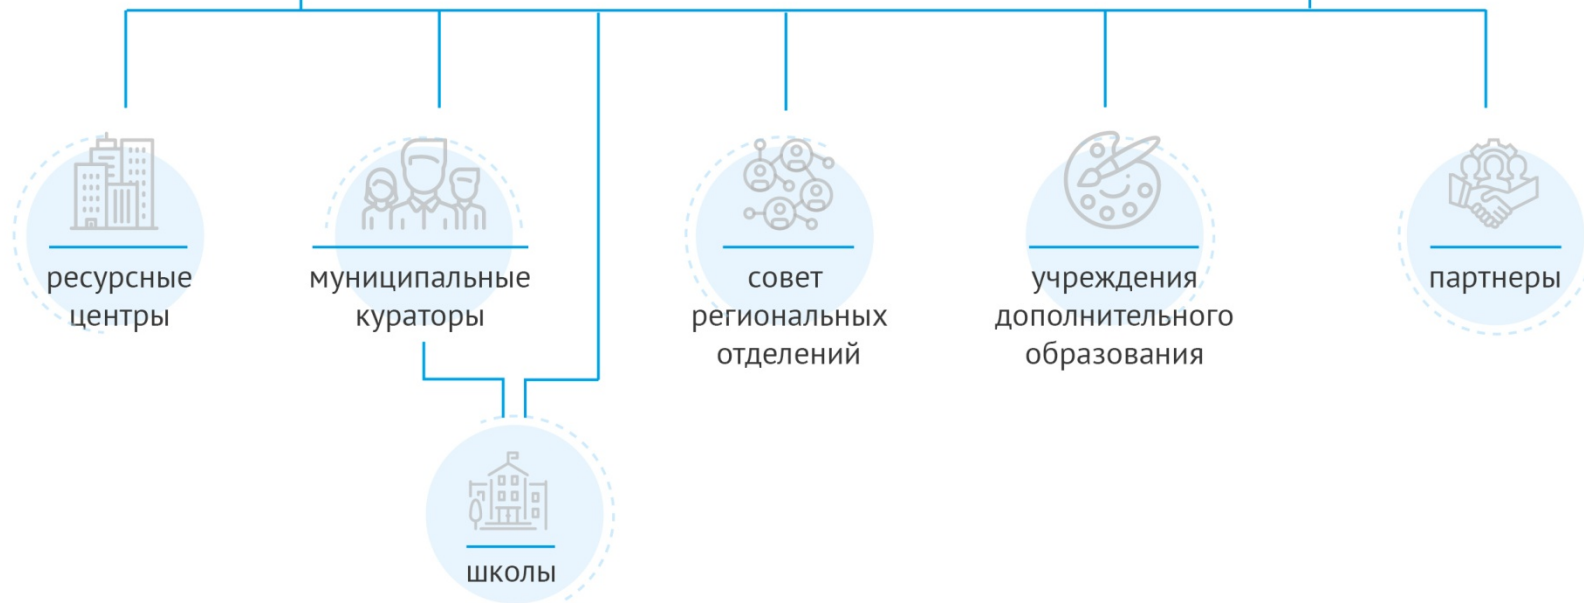 ресурсные
центры
муниципальные
кураторы
совет
региональных
отделений
учреждения
дополнительного
образования
партнеры
школы